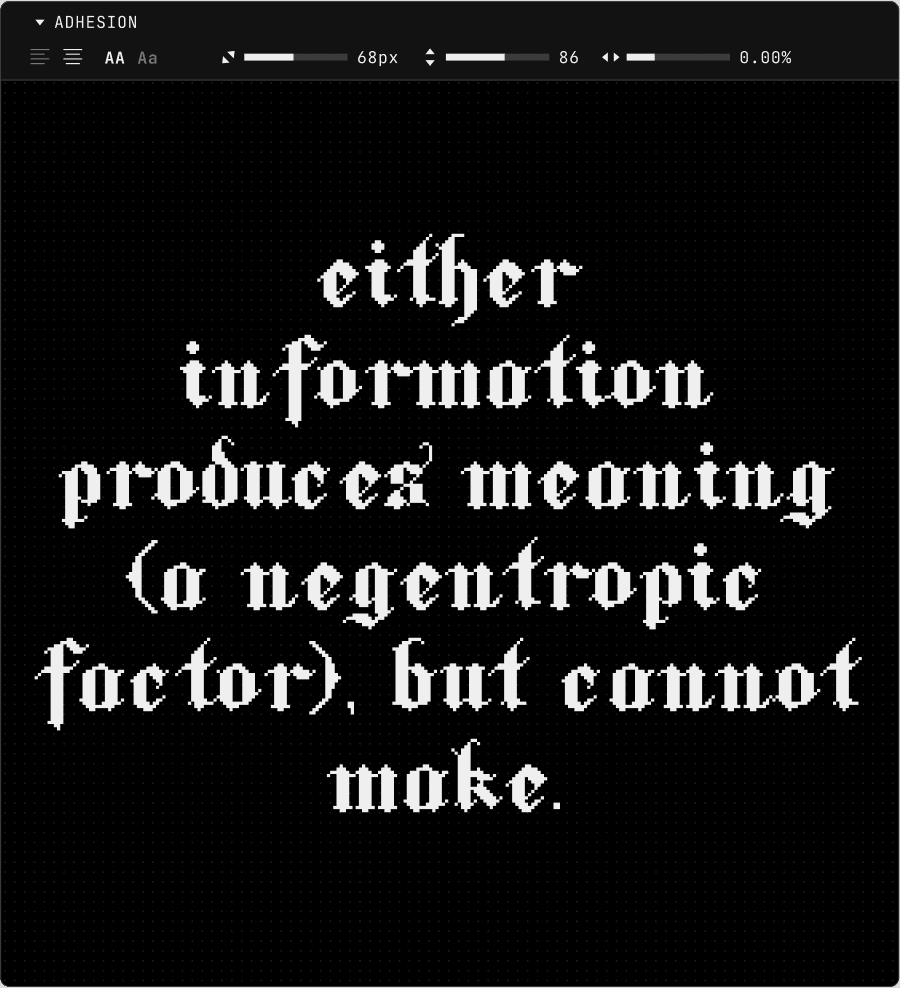 ADHESION
AA Aa 68px 86 0.00%
either
information
produces meaning
(a negentropic
factor), but cannot
make.